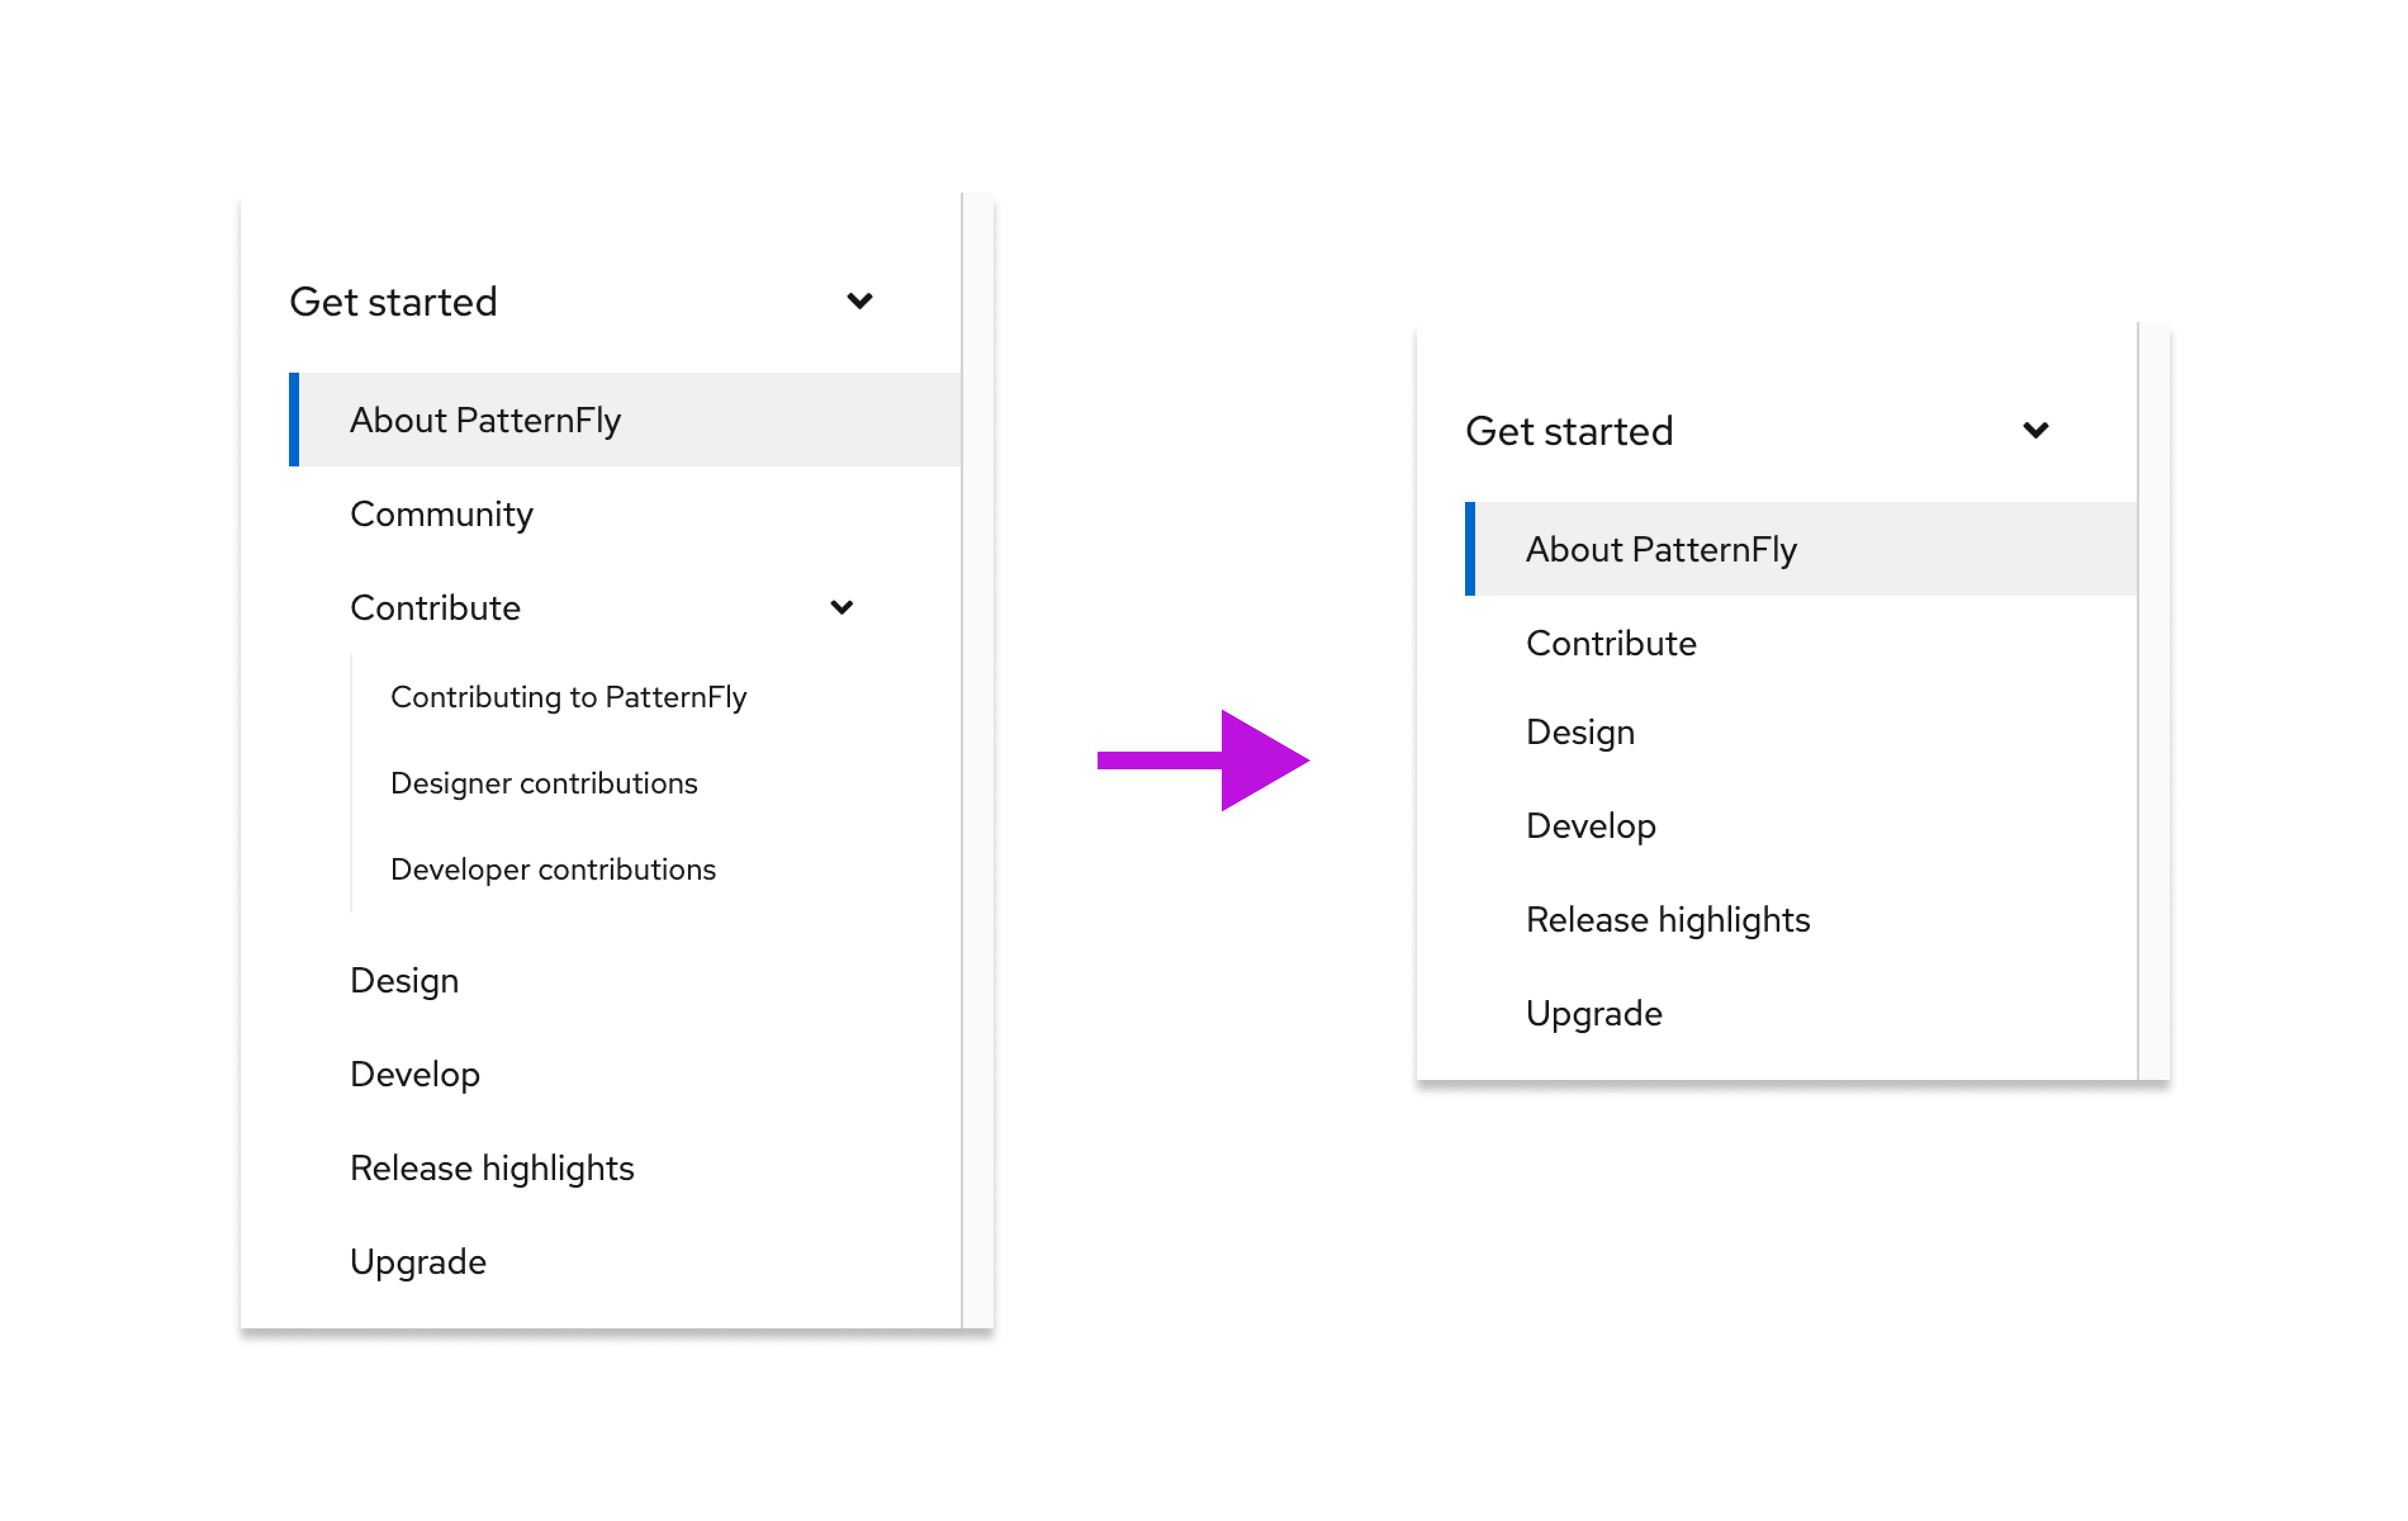 Get started
About PatternFly
Community
Contribute
Contributing to PatternFly
Designer contributions
Developer contributions
Design
Develop
Release highlights
Upgrade
Get started
About PatternFly
Contribute
Design
Develop
Release highlights
Upgrade